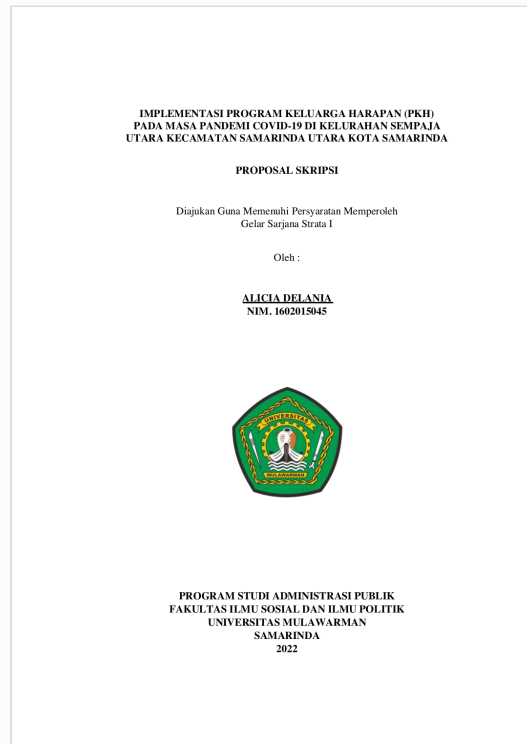 IMPLEMENTASI PROGRAM KELUARGA HARAPAN (PKH)
PADA MASA PANDEMI COVID-19 DI KELURAHAN SEMPAJA
UTARA KECAMATAN SAMARINDA UTARA KOTA SAMARINDA
PROPOSAL SKRIPSI
Diajukan Guna Memenuhi Persyaratan Memperoleh
Gelar Sarjana Strata I
Oleh :
ALICIA DELANIA
NIM. 1602015045
UNIVERSITAS
MULAWARMAN
PROGRAM STUDI ADMINISTRASI PUBLIK
FAKULTAS ILMU SOSIAL DAN ILMU POLITIK
UNIVERSITAS MULAWARMAN
SAMARINDA
2022